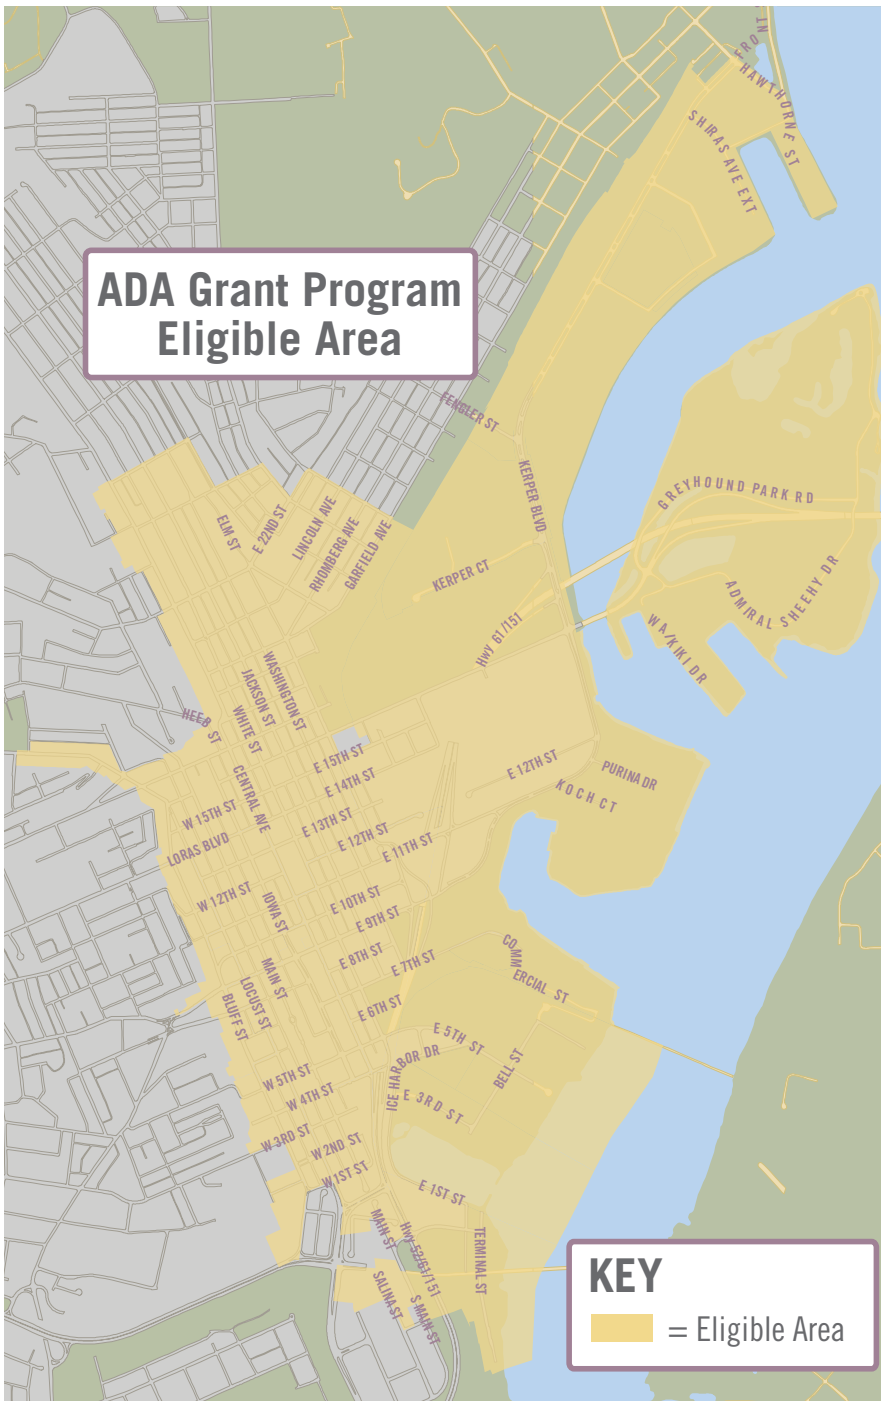 FRONT
HAWTHORNE ST
SHIRAS AVE EXT
ADA Grant Program
Eligible Area
FENGLER ST
KERPER BLVD
GREYHOUND PARK RD
ELM ST
E 22ND ST
LINCOLN AVE
RHOMBERG AVE
GARFIELD AVE
KERPER CT
ADMIRAL SHEEHY DR
WA/KIKI DR
Hwy 61/151
WASHINGTON ST
JACKSON ST
WHITE ST
HEEB ST
E 15TH ST
E 14TH ST
E 12TH ST
PURINA DR
KOCH CT
CENTRAL AVE
W 15TH ST
E 13TH ST
E 12TH ST
LORAS BLVD
E 11TH ST
W 12TH ST
IOWA ST
E 10TH ST
E 9TH ST
E 8TH ST
E 7TH ST
COMMERCIAL ST
MAIN ST
LOCUST ST
BLUFF ST
E 6TH ST
E 5TH ST
ICE HARBOR DR
BELL ST
W 5TH ST
W 4TH ST
E 3RD ST
W 3RD ST
W 2ND ST
W 1ST ST
E 1ST ST
MAIN ST
Hwy 52/61/151
TERMINAL ST
SALINA ST
S MAIN ST
KEY
= Eligible Area